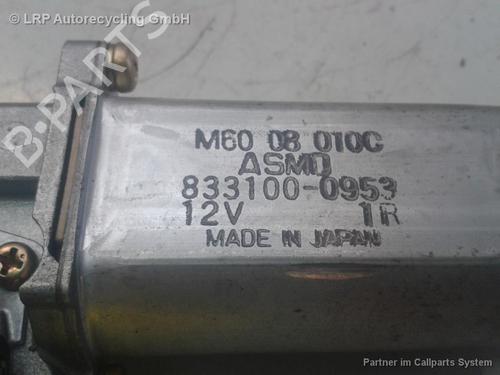 © LRP Autorecycling GmbH
B-PARTS
M60 08 010C
ASMO
833100-0953
12V 1R
MADE IN JAPAN
Partner im Callparts System